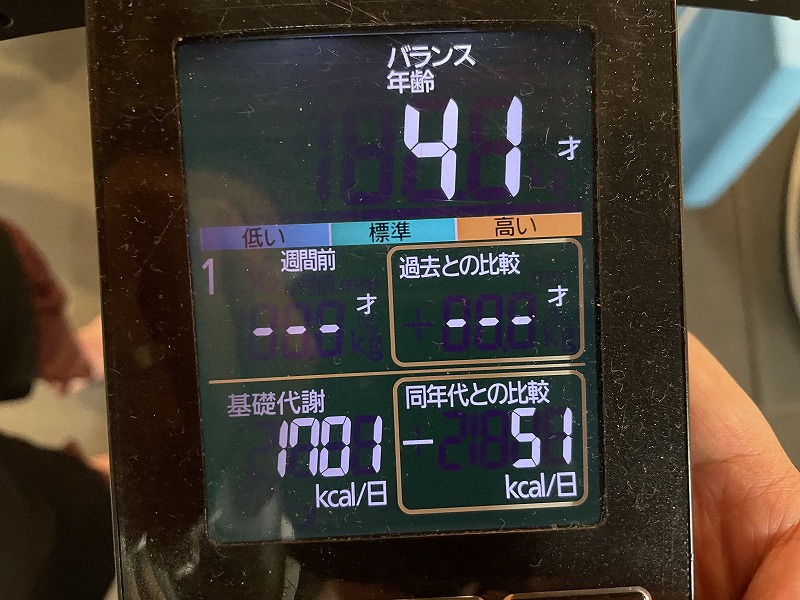 バランス
年齢
41 才
低い 標準 高い
1 週間前
--- 才
過去との比較
--- 才
基礎代謝
1701
kcal/日
同年代との比較
- 51
kcal/日